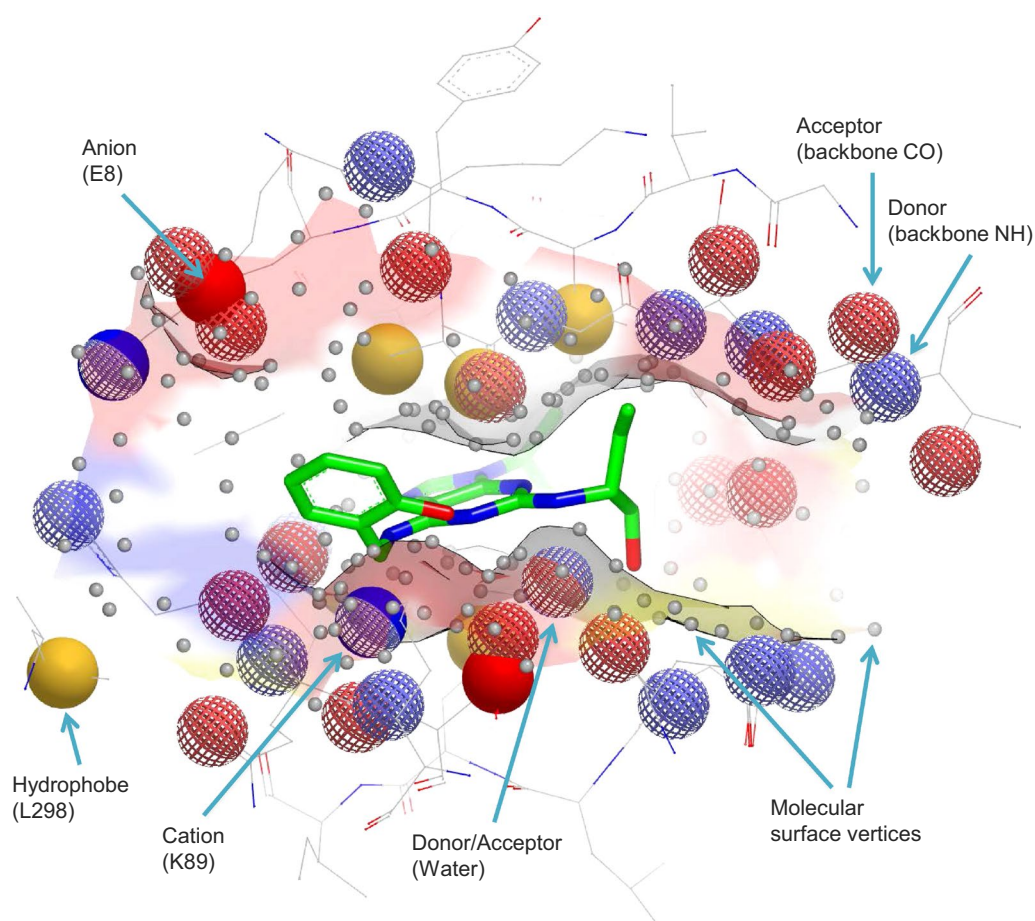 Anion
(E8)
Acceptor
(backbone CO)
Donor
(backbone NH)
Hydrophobe
(L298)
Cation
(K89)
Donor/Acceptor
(Water)
Molecular
surface vertices